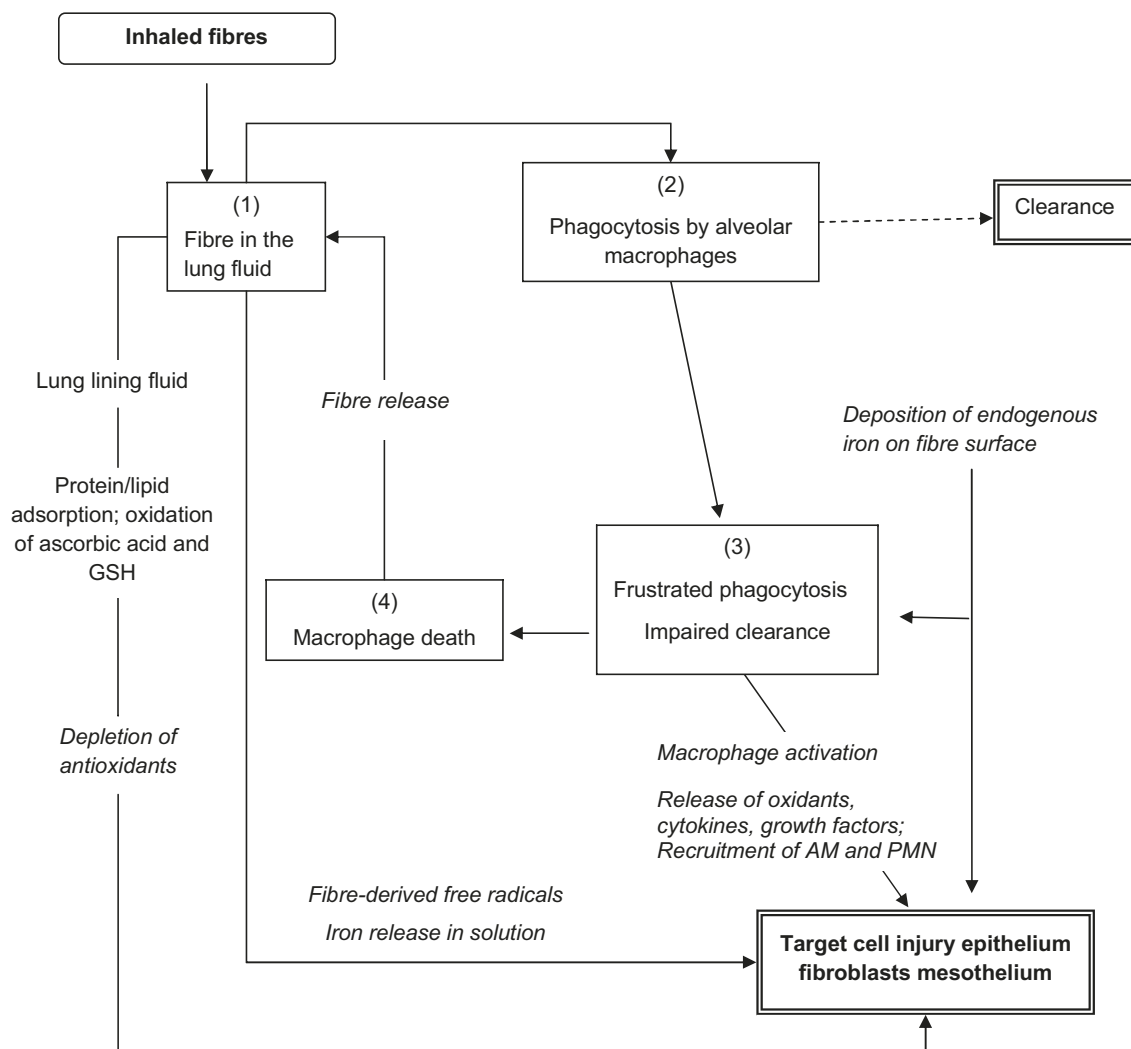 Inhaled fibres
(1)
Fibre in the
lung fluid
(2)
Phagocytosis by alveolar
macrophages
Clearance
Lung lining fluid
Fibre release
Deposition of endogenous
iron on fibre surface
Protein/lipid
adsorption; oxidation
of ascorbic acid and
GSH
(3)
Frustrated phagocytosis
Impaired clearance
(4)
Macrophage death
Depletion of
antioxidants
Macrophage activation
Release of oxidants,
cytokines, growth factors;
Recruitment of AM and PMN
Fibre-derived free radicals
Iron release in solution
Target cell injury epithelium
fibroblasts mesothelium